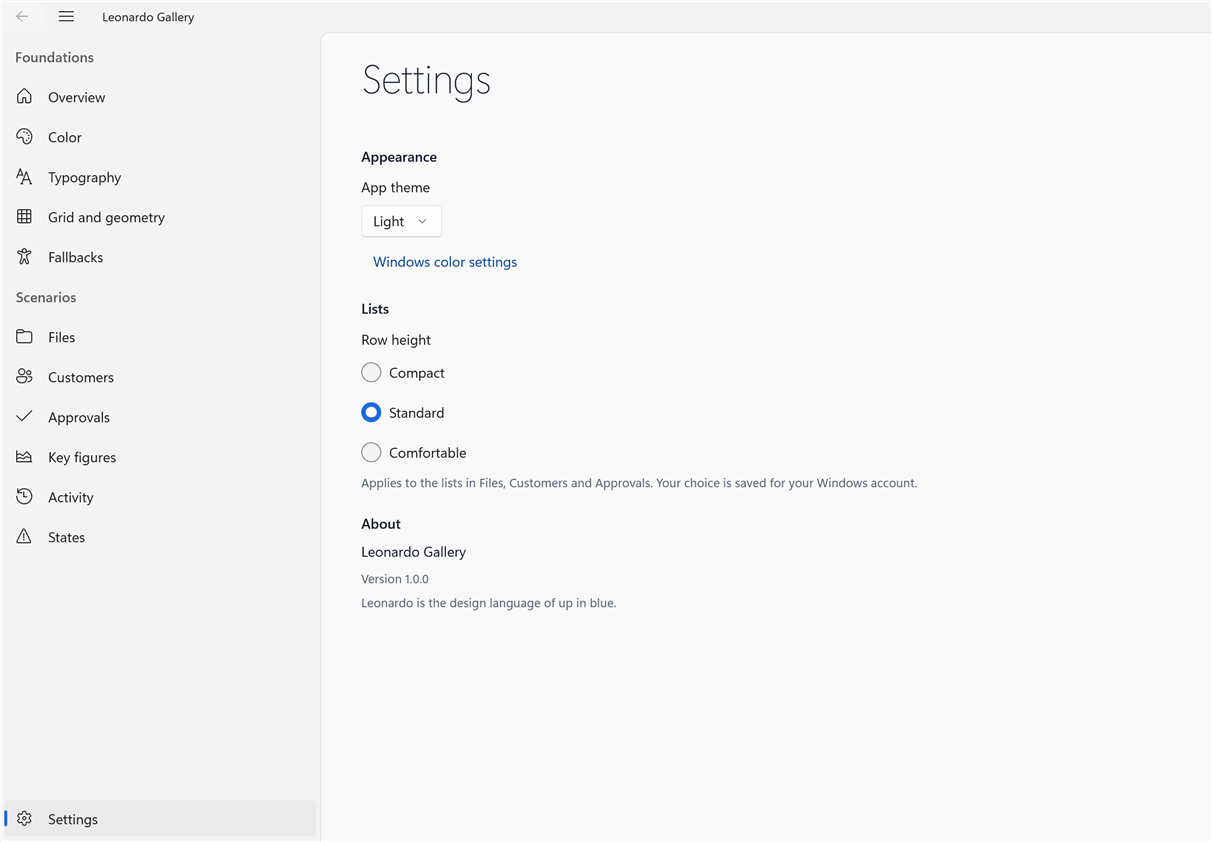 Leonardo Gallery
Foundations
Overview
Color
Typography
Grid and geometry
Fallbacks
Scenarios
Files
Customers
Approvals
Key figures
Activity
States
Settings
Settings
Appearance
App theme
Light
Windows color settings
Lists
Row height
Compact
Standard
Comfortable
Applies to the lists in Files, Customers and Approvals. Your choice is saved for your Windows account.
About
Leonardo Gallery
Version 1.0.0
Leonardo is the design language of up in blue.